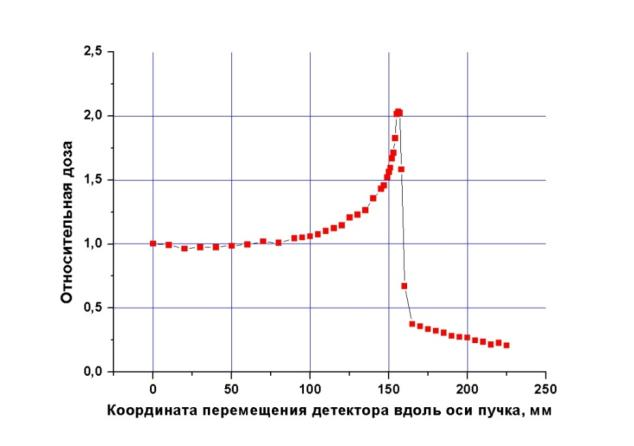 2,5
2,0
1,5
1,0
0,5
0,0
Относительная доза
0 50 100 150 200 250
Координата перемещения детектора вдоль оси пучка, мм